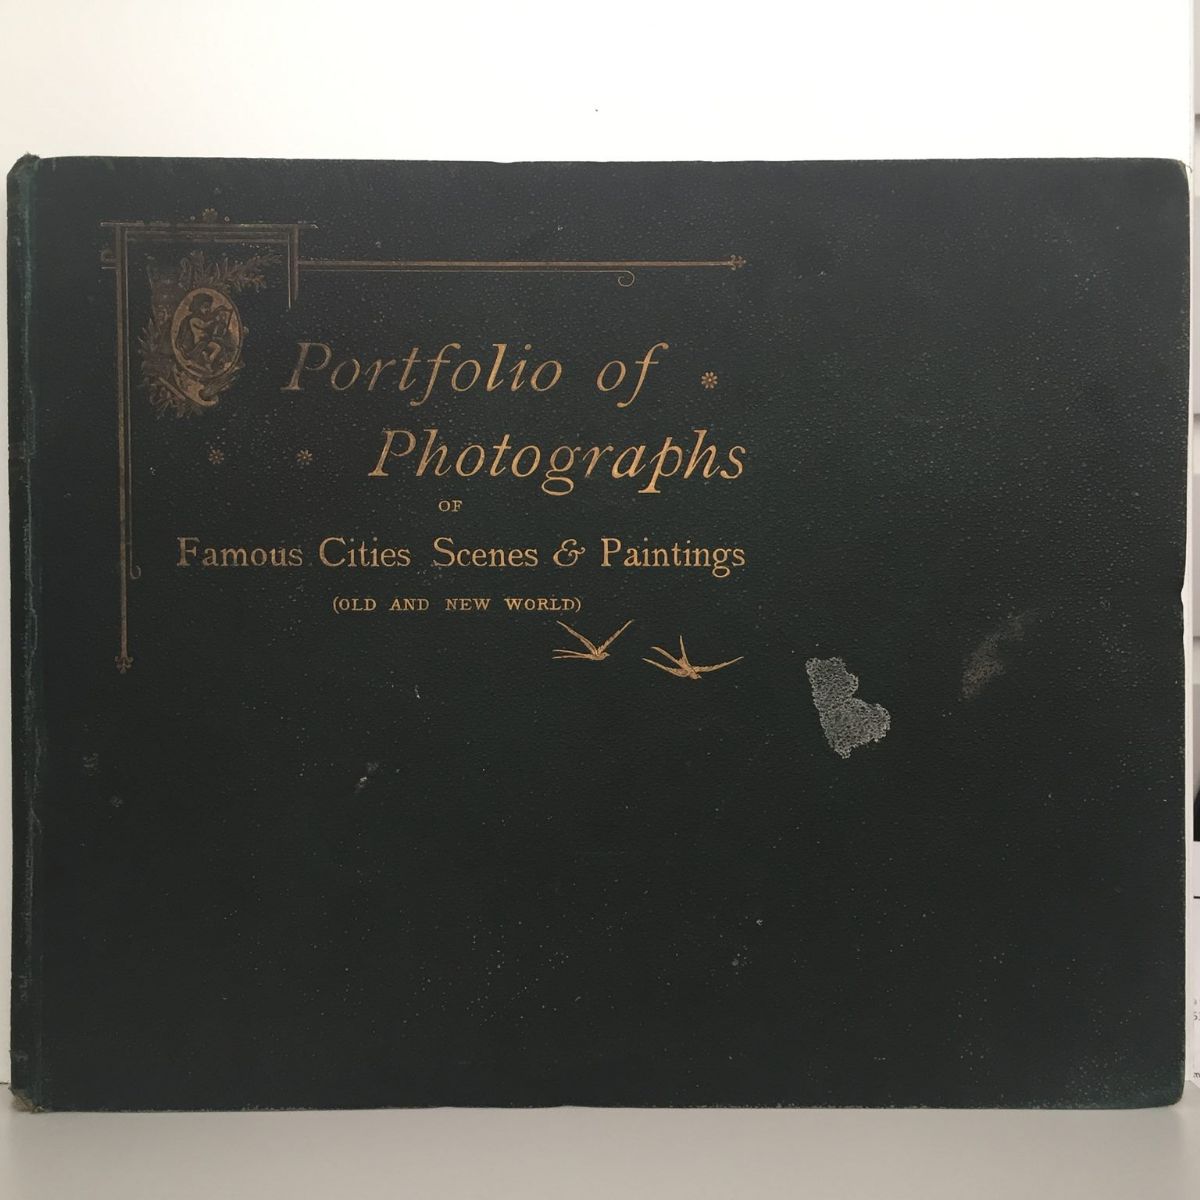 Portfolio of
Photographs
OF
Famous Cities Scenes & Paintings
(OLD AND NEW WORLD)